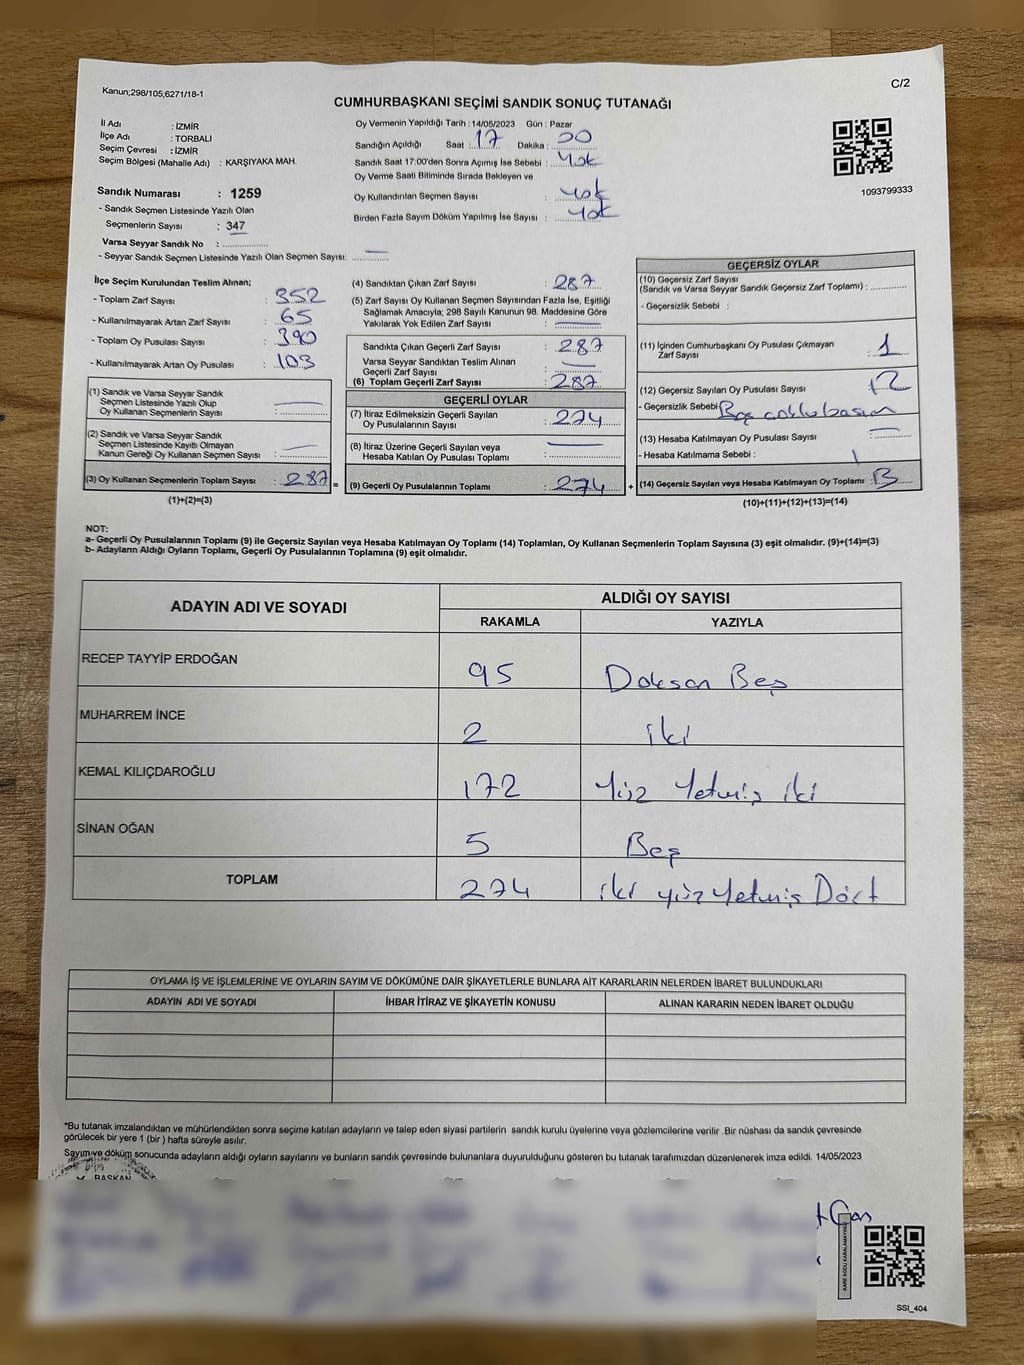 Kanun;298/105,6271/18-1
C/2
CUMHURBAŞKANI SEÇİMİ SANDIK SONUÇ TUTANAĞI
İl Adı : İZMİR
İlçe Adı : TORBALI
Seçim Çevresi : İZMİR
Seçim Bölgesi (Mahalle Adı) : KARŞIYAKA MAH.
Sandık Numarası : 1259
- Sandık Seçmen Listesinde Yazılı Olan
Seçmenlerin Sayısı : 347
Varsa Seyyar Sandık No : ..............
- Seyyar Sandık Seçmen Listesinde Yazılı Olan Seçmen Sayısı: —
Oy Vermenin Yapıldığı Tarih : 14/05/2023 Gün : Pazar
Sandığın Açıldığı Saat : 17 Dakika : 00
Sandık Saat 17:00'den Sonra Açımış İse Sebebi : Yok
Oy Verme Saati Bitiminde Sırada Bekleyen ve
Oy Kullandırılan Seçmen Sayısı : Yok
Birden Fazla Sayım Döküm Yapılmış İse Sayısı : Yok
1093799333
İlçe Seçim Kurulundan Teslim Alınan;
- Toplam Zarf Sayısı : 352
- Kullanılmayarak Artan Zarf Sayısı : 65
- Toplam Oy Pusulası Sayısı : 390
- Kullanılmayarak Artan Oy Pusulası : 103
(1) Sandık ve Varsa Seyyar Sandık
Seçmen Listesinde Yazılı Olup
Oy Kullanan Seçmenlerin Sayısı : —
(2) Sandık ve Varsa Seyyar Sandık
Seçmen Listesinde Kayıtlı Olmayan
Kanun Gereği Oy Kullanan Seçmen Sayısı : —
(3) Oy Kullanan Seçmenlerin Toplam Sayısı : 287 =
(1)+(2)=(3)
(4) Sandıktan Çıkan Zarf Sayısı : 287
(5) Zarf Sayısı Oy Kullanan Seçmen Sayısından Fazla İse, Eşitliği
Sağlamak Amacıyla; 298 Sayılı Kanunun 98. Maddesine Göre
Yakılarak Yok Edilen Zarf Sayısı : —
Sandıkta Çıkan Geçerli Zarf Sayısı : 287
Varsa Seyyar Sandıktan Teslim Alınan
Geçerli Zarf Sayısı : —
(6) Toplam Geçerli Zarf Sayısı : 287
GEÇERLİ OYLAR
(7) İtiraz Edilmeksizin Geçerli Sayılan
Oy Pusulalarının Sayısı : 274
(8) İtiraz Üzerine Geçerli Sayılan veya
Hesaba Katılan Oy Pusulası Toplamı : —
(9) Geçerli Oy Pusulalarının Toplamı : 274 +
GEÇERSİZ OYLAR
(10) Geçersiz Zarf Sayısı
(Sandık ve Varsa Seyyar Sandık Geçersiz Zarf Toplamı) : ..........
- Geçersizlik Sebebi :
(11) İçinden Cumhurbaşkanı Oy Pusulası Çıkmayan
Zarf Sayısı : 1
(12) Geçersiz Sayılan Oy Pusulası Sayısı : 12
- Geçersizlik Sebebi : Boş
(13) Hesaba Katılmayan Oy Pusulası Sayısı : —
- Hesaba Katılmama Sebebi :
(14) Geçersiz Sayılan veya Hesaba Katılmayan Oy Toplamı : 13
(10)+(11)+(12)+(13)=(14)
NOT:
a- Geçerli Oy Pusulalarının Toplamı (9) ile Geçersiz Sayılan veya Hesaba Katılmayan Oy Toplamı (14) Toplamları, Oy Kullanan Seçmenlerin Toplam Sayısına (3) eşit olmalıdır. (9)+(14)=(3)
b- Adayların Aldığı Oyların Toplamı, Geçerli Oy Pusulalarının Toplamına (9) eşit olmalıdır.
ADAYIN ADI VE SOYADI ALDIĞI OY SAYISI
RAKAMLA YAZIYLA
RECEP TAYYİP ERDOĞAN 95 Doksan Beş
MUHARREM İNCE 2 iki
KEMAL KILIÇDAROĞLU 172 Yüz Yetmiş iki
SİNAN OĞAN 5 Beş
TOPLAM 274 iki yüz Yetmiş Dört
OYLAMA İŞ VE İŞLEMLERİNE VE OYLARIN SAYIM VE DÖKÜMÜNE DAİR ŞİKAYETLERLE BUNLARA AİT KARARLARIN NELERDEN İBARET BULUNDUKLARI
ADAYIN ADI VE SOYADI İHBAR İTİRAZ VE ŞİKAYETİN KONUSU ALINAN KARARIN NEDEN İBARET OLDUĞU
*Bu tutanak imzalandıktan ve mühürlendikten sonra seçime katılan adayların ve talep eden siyasi partilerin sandık kurulu üyelerine veya gözlemcilerine verilir .Bir nüshası da sandık çevresinde
görülecek bir yere 1 (bir) hafta süreyle asılır.
Sayım ve döküm sonucunda adayların aldığı oyların sayılarını ve bunların sandık çevresinde bulunanlara duyurulduğunu gösteren bu tutanak tarafımızdan düzenlenerek imza edildi. 14/05/2023
BAŞKAN
SSI_404